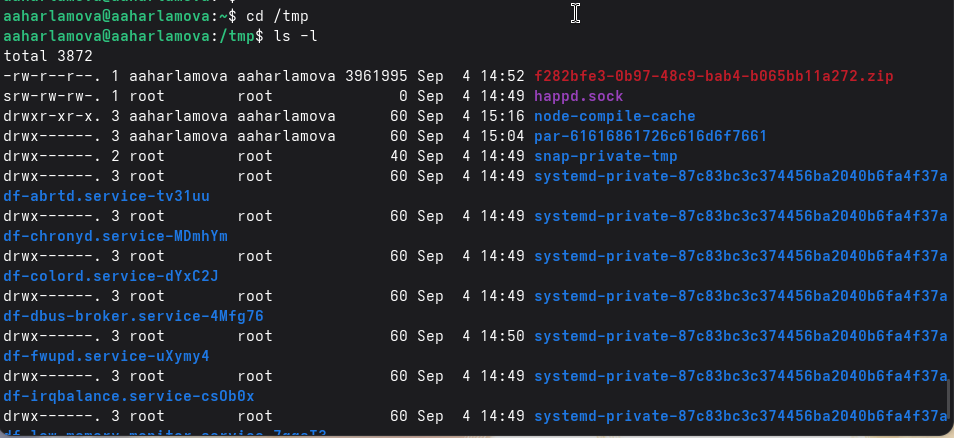 aaharlamova@aaharlamova:~$ cd /tmp
aaharlamova@aaharlamova:/tmp$ ls -l
total 3872
-rw-r--r--. 1 aaharlamova aaharlamova 3961995 Sep  4 14:52 f282bfe3-0b97-48c9-bab4-b065bb11a272.zip
srw-rw-rw-. 1 root        root              0 Sep  4 14:49 happd.sock
drwxr-xr-x. 3 aaharlamova aaharlamova      60 Sep  4 15:16 node-compile-cache
drwxr-xr-x. 3 aaharlamova aaharlamova      60 Sep  4 15:04 par-61616861726c616d6f7661
drwx------. 2 root        root             40 Sep  4 14:49 snap-private-tmp
drwx------. 3 root        root             60 Sep  4 14:49 systemd-private-87c83bc3c374456ba2040b6fa4f37a
df-abrtd.service-tv31uu
drwx------. 3 root        root             60 Sep  4 14:49 systemd-private-87c83bc3c374456ba2040b6fa4f37a
df-chronyd.service-MDmhYm
drwx------. 3 root        root             60 Sep  4 14:49 systemd-private-87c83bc3c374456ba2040b6fa4f37a
df-colord.service-dYxC2J
drwx------. 3 root        root             60 Sep  4 14:49 systemd-private-87c83bc3c374456ba2040b6fa4f37a
df-dbus-broker.service-4Mfg76
drwx------. 3 root        root             60 Sep  4 14:50 systemd-private-87c83bc3c374456ba2040b6fa4f37a
df-fwupd.service-uXymy4
drwx------. 3 root        root             60 Sep  4 14:49 systemd-private-87c83bc3c374456ba2040b6fa4f37a
df-irqbalance.service-csOb0x
drwx------. 3 root        root             60 Sep  4 14:49 systemd-private-87c83bc3c374456ba2040b6fa4f37a